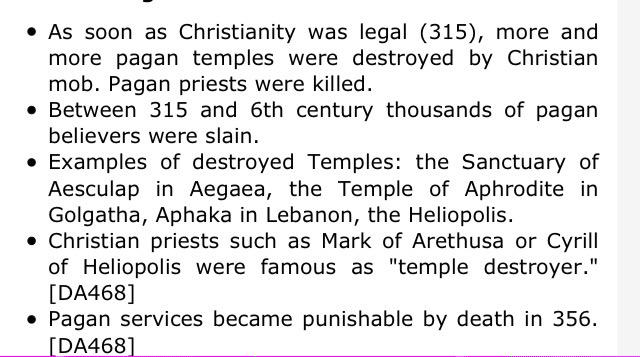 • As soon as Christianity was legal (315), more and
more pagan temples were destroyed by Christian
mob. Pagan priests were killed.
• Between 315 and 6th century thousands of pagan
believers were slain.
• Examples of destroyed Temples: the Sanctuary of
Aesculap in Aegaea, the Temple of Aphrodite in
Golgatha, Aphaka in Lebanon, the Heliopolis.
• Christian priests such as Mark of Arethusa or Cyrill
of Heliopolis were famous as "temple destroyer."
[DA468]
• Pagan services became punishable by death in 356.
[DA468]